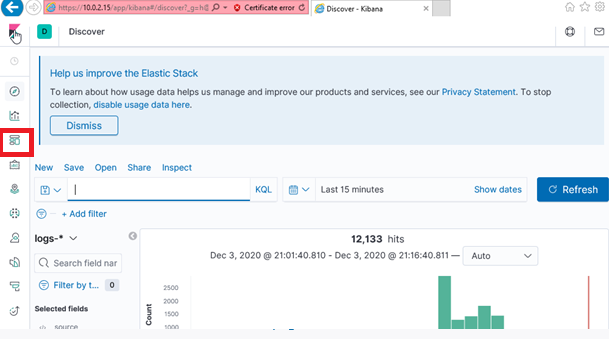 https://10.0.2.15/app/kibana#/discover?_g=h@
Certificate error
Discover - Kibana
D
Discover
Help us improve the Elastic Stack
To learn about how usage data helps us manage and improve our products and services, see our Privacy Statement. To stop
collection, disable usage data here.
Dismiss
New Save Open Share Inspect
KQL
Last 15 minutes
Show dates
Refresh
+ Add filter
logs-*
12,133 hits
Dec 3, 2020 @ 21:01:40.810 - Dec 3, 2020 @ 21:16:40.811 —
Auto
Search field nar
Filter by t... 0
Selected fields
source
Count
2500
2000
1500
1000